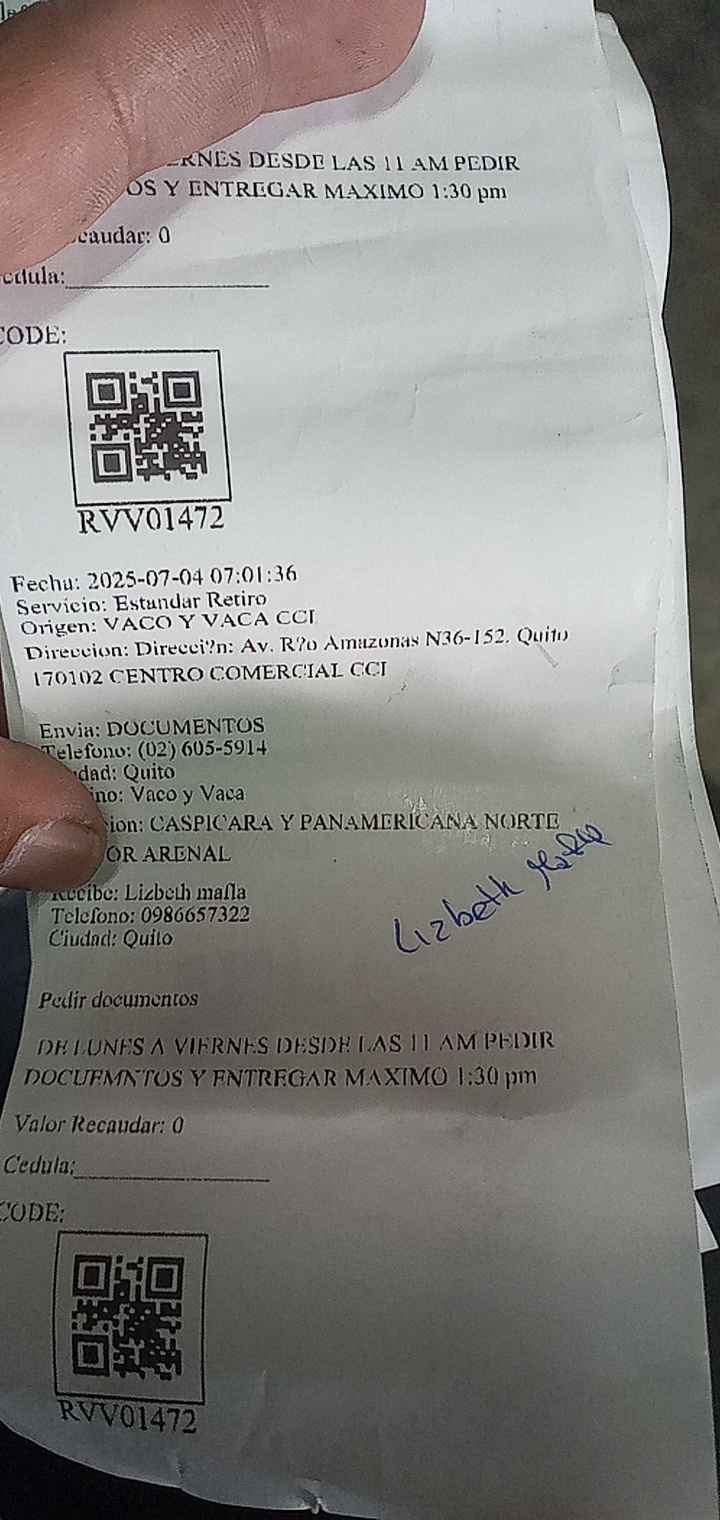 ERNES DESDE LAS 11 AM PEDIR
OS Y ENTREGAR MAXIMO 1:30 pm
caudar: 0
edula:
CODE:
RVV01472
Fecha: 2025-07-04 07:01:36
Servicio: Estandar Retiro
Origen: VACO Y VACA CCI
Direccion: Direcci?n: Av. R?o Amazonas N36-152. Quito
170102 CENTRO COMERCIAL CCI
Envia: DOCUMENTOS
Telefono: (02) 605-5914
dad: Quito
ino: Vaco y Vaca
ion: CASPICARA Y PANAMERICANA NORTE
OR ARENAL
Recibe: Lizbeth mafla
Telefono: 0986657322
Ciudad: Quito
Lizbeth Mafla
Pedir documentos
DE LUNES A VIERNES DESDE LAS 11 AM PEDIR
DOCUEMNTOS Y ENTREGAR MAXIMO 1:30 pm
Valor Recaudar: 0
Cedula:
CODE:
RVV01472